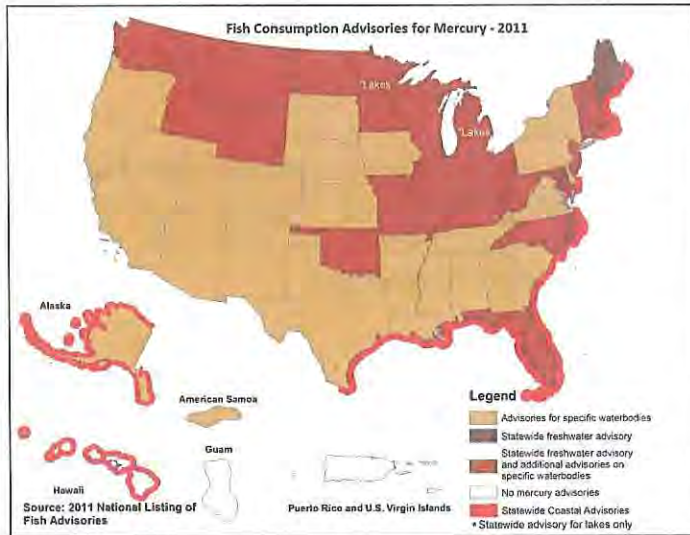 Fish Consumption Advisories for Mercury - 2011
*Lakes
*Lakes
Alaska
American Samoa
Guam
Hawaii
Puerto Rico and U.S. Virgin Islands
Source: 2011 National Listing of
Fish Advisories
Legend
Advisories for specific waterbodies
Statewide freshwater advisory
Statewide freshwater advisory
and additional advisories on
specific waterbodies
No mercury advisories
Statewide Coastal Advisories
* Statewide advisory for lakes only